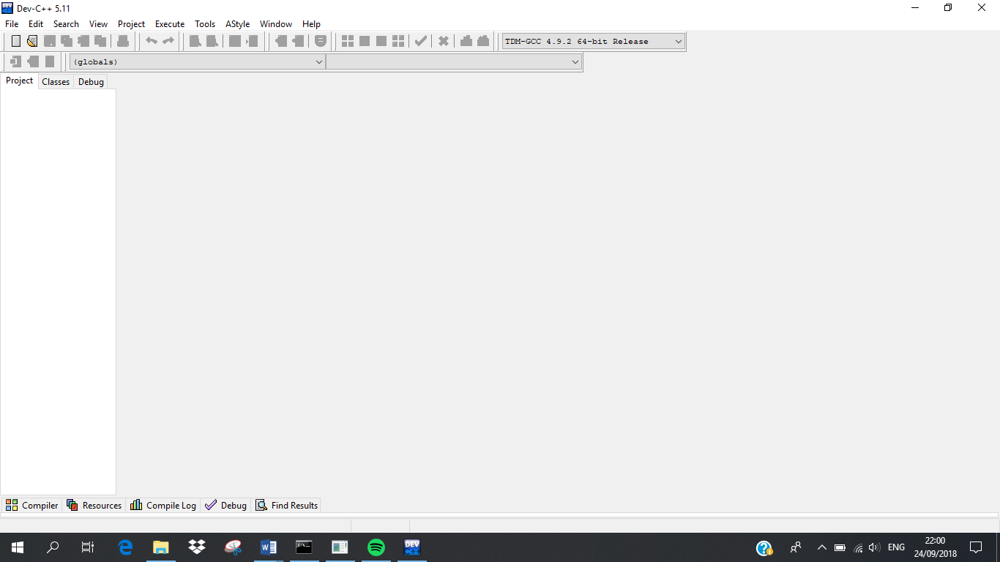 Dev-C++ 5.11
File Edit Search View Project Execute Tools AStyle Window Help
TDM-GCC 4.9.2 64-bit Release
(globals)
Project Classes Debug
Compiler Resources Compile Log Debug Find Results
ENG 22:00
24/09/2018